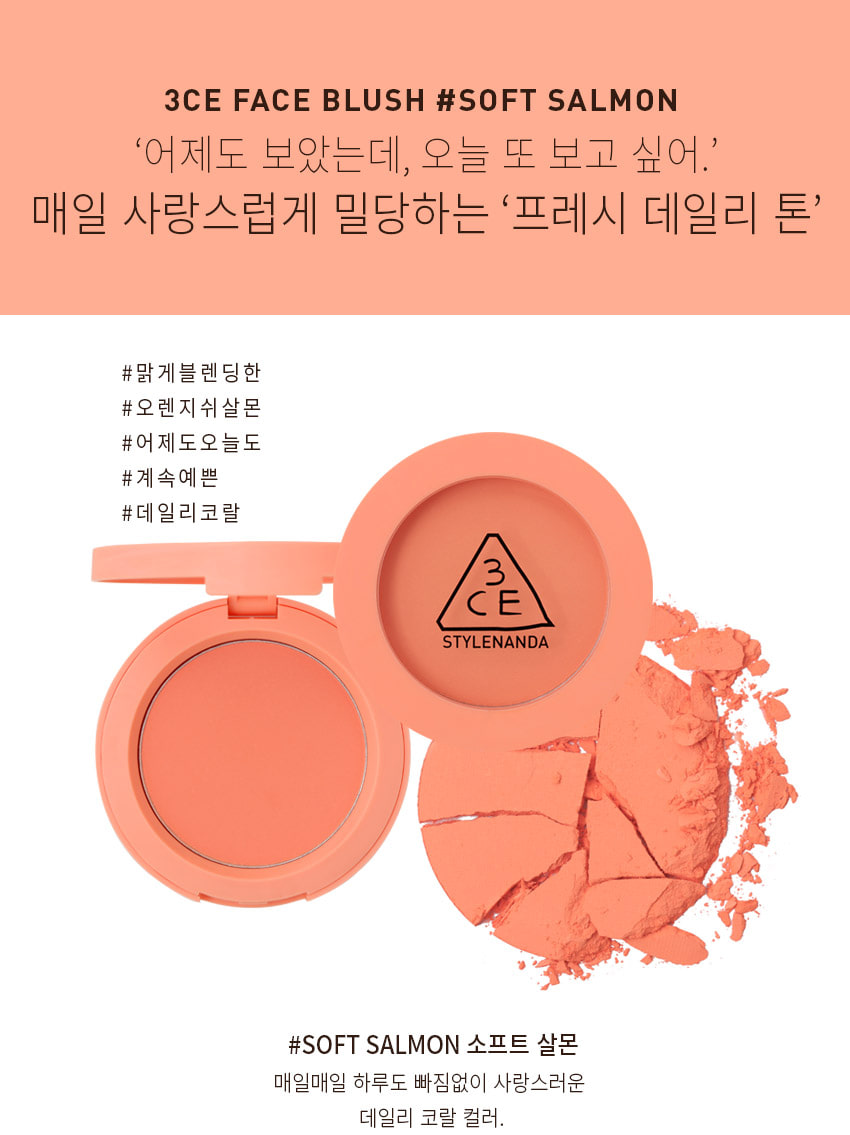 3CE FACE BLUSH #SOFT SALMON
‘어제도 보았는데, 오늘 또 보고 싶어.’
매일 사랑스럽게 밀당하는 ‘프레시 데일리 톤’
#맑게블렌딩한
#오렌지쉬살몬
#어제도오늘도
#계속예쁜
#데일리코랄
3
CE
STYLENANDA
#SOFT SALMON 소프트 살몬
매일매일 하루도 빠짐없이 사랑스러운
데일리 코랄 컬러.